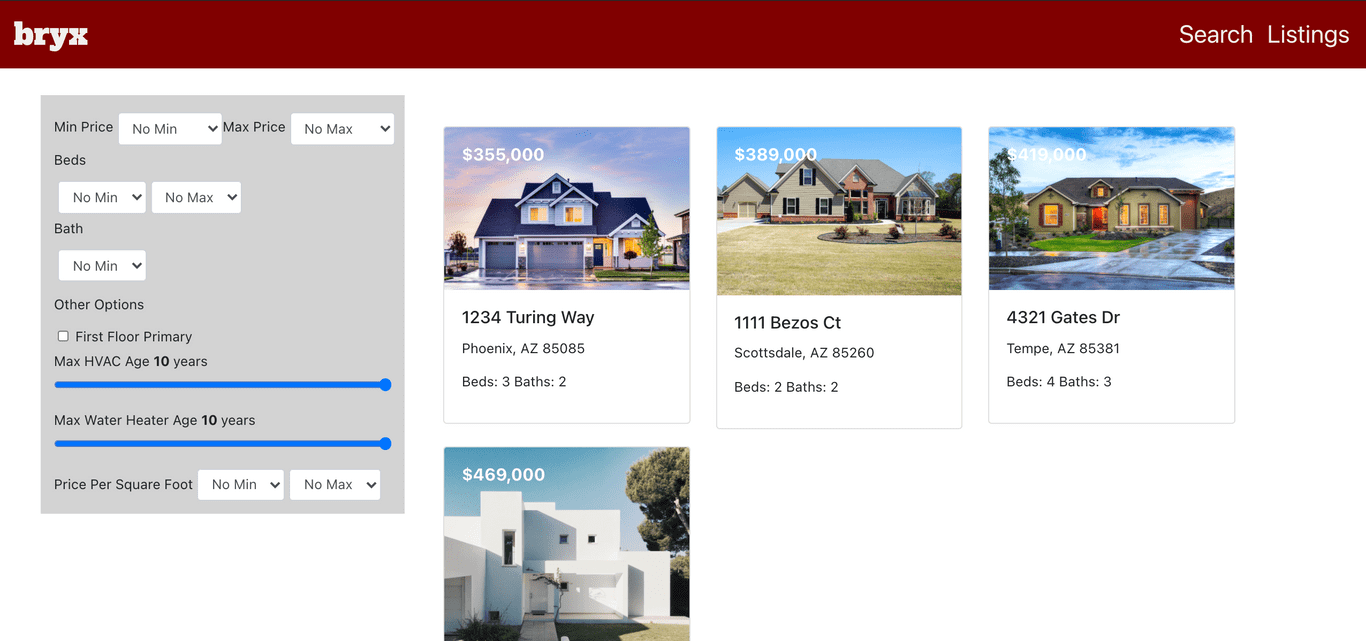 bryx
Search Listings
Min Price No Min Max Price No Max
Beds
No Min No Max
Bath
No Min
Other Options
First Floor Primary
Max HVAC Age 10 years
Max Water Heater Age 10 years
Price Per Square Foot No Min No Max
$355,000
1234 Turing Way
Phoenix, AZ 85085
Beds: 3 Baths: 2
$389,000
1111 Bezos Ct
Scottsdale, AZ 85260
Beds: 2 Baths: 2
$419,000
4321 Gates Dr
Tempe, AZ 85381
Beds: 4 Baths: 3
$469,000